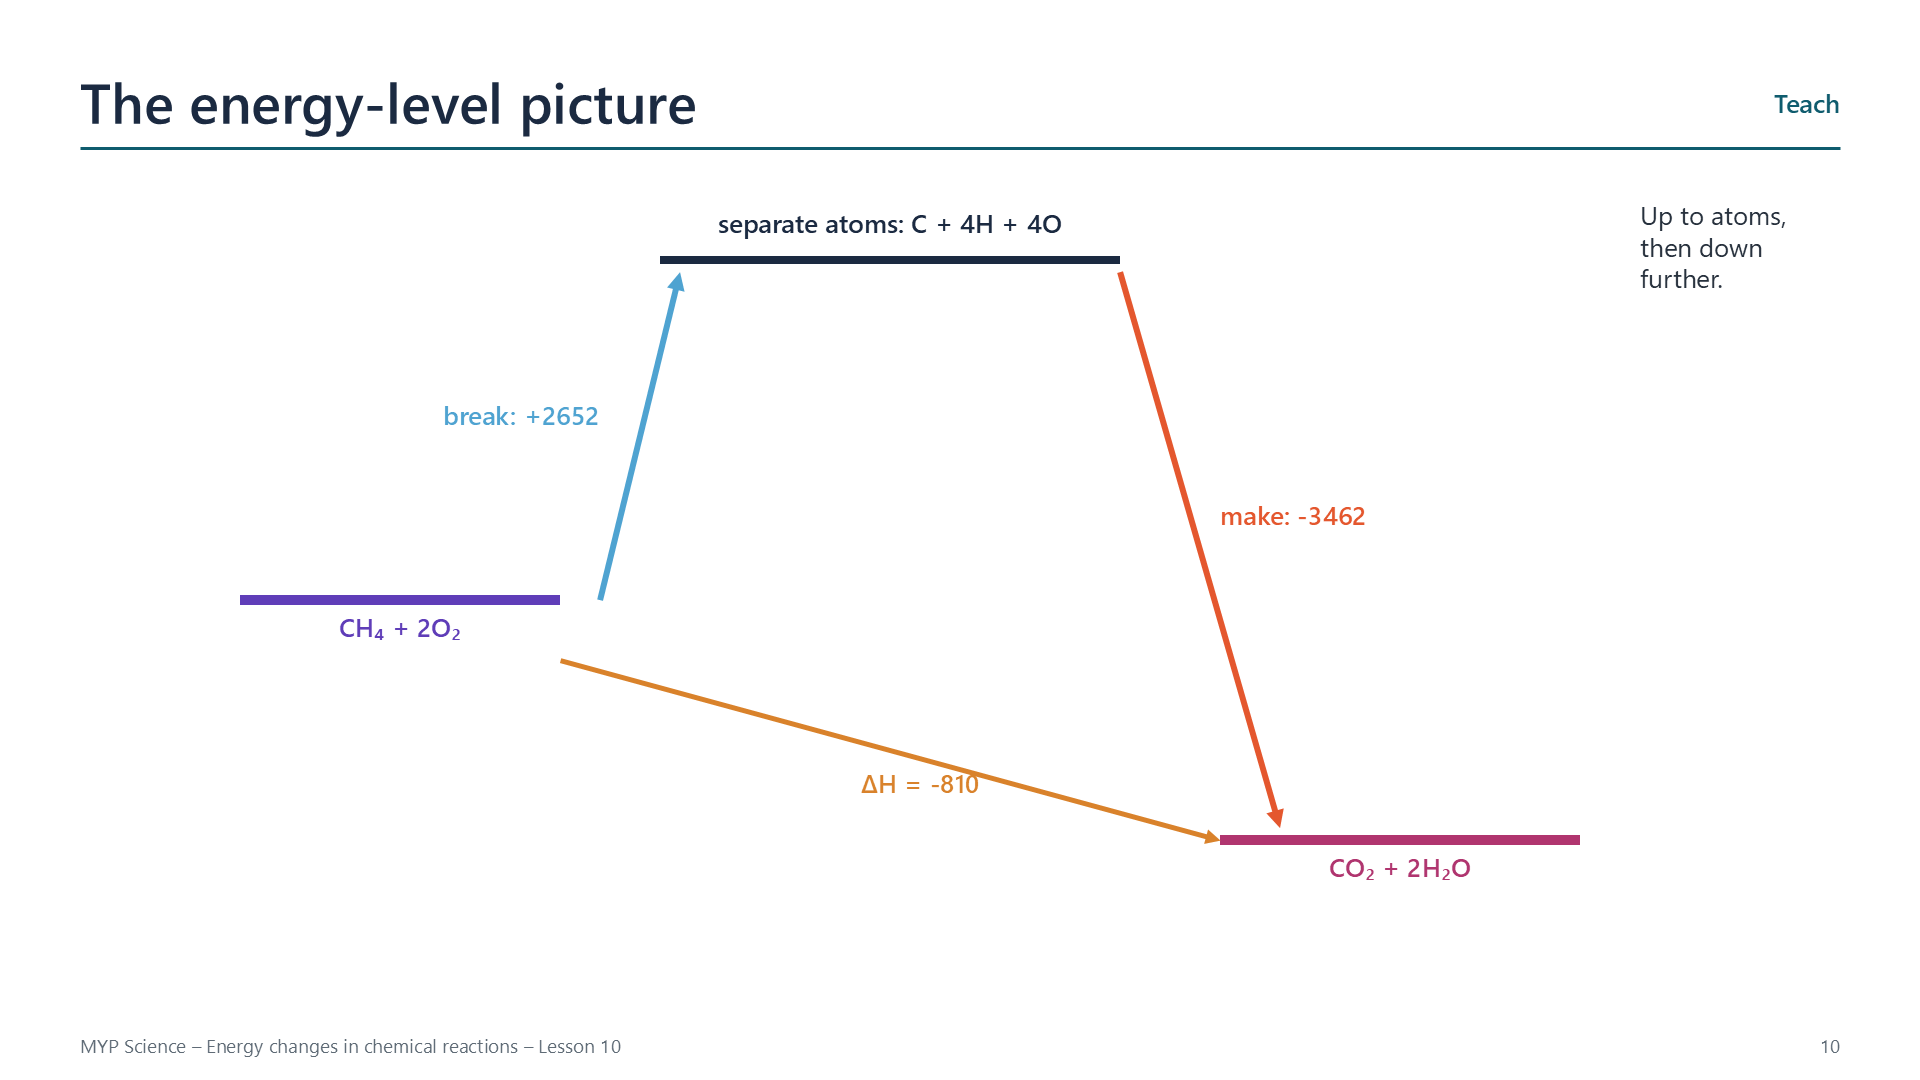 The energy-level picture
Teach
separate atoms: C + 4H + 4O
Up to atoms,
then down
further.
break: +2652
make: -3462
CH₄ + 2O₂
ΔH = -810
CO₂ + 2H₂O
MYP Science – Energy changes in chemical reactions – Lesson 10
10